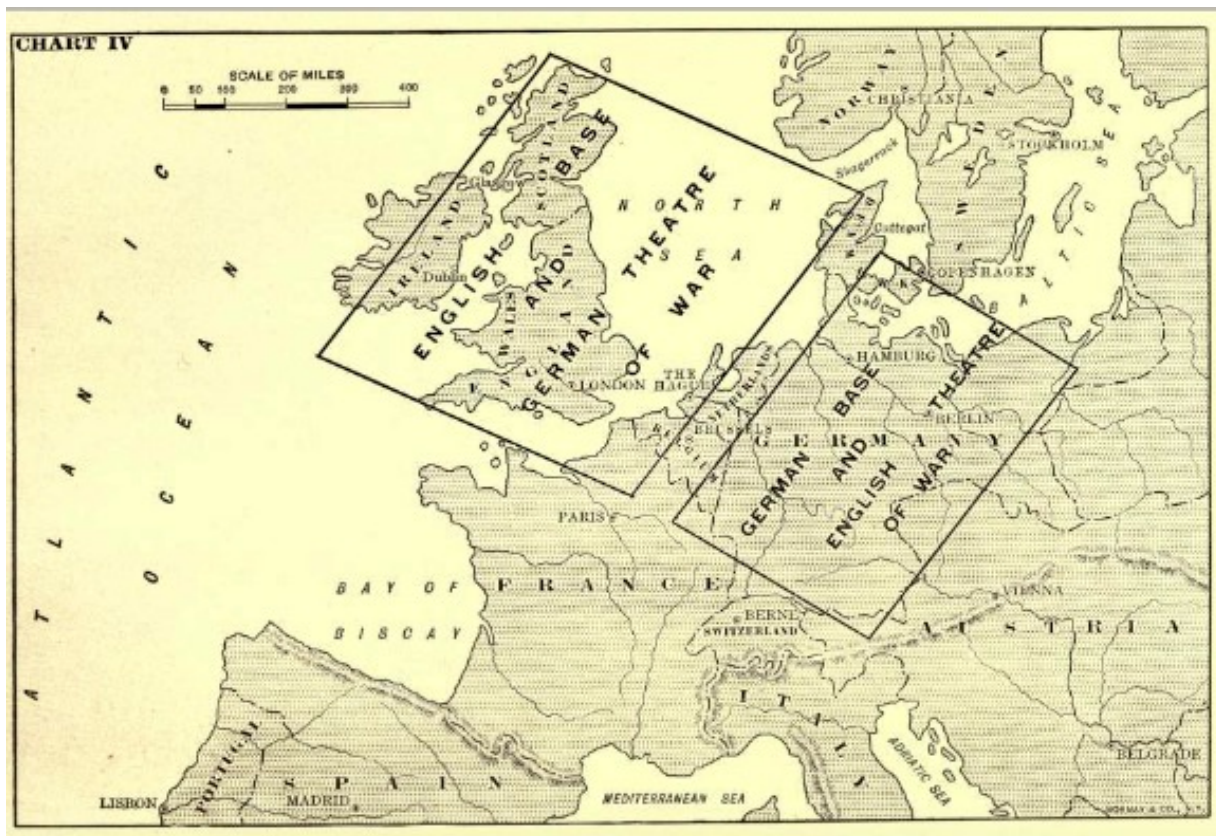 CHART IV
SCALE OF MILES
0 50 100 200 300 400
ATLANTIC
OCEAN
NORWAY
CHRISTIANIA
SWEDEN
STOCKHOLM
BALTIC SEA
Skagerrack
Cattegat
DENMARK
COPENHAGEN
SCOTLAND
Glasgow
IRELAND
Dublin
ENGLAND
WALES
LONDON
NORTH
SEA
ENGLISH BASE
AND
GERMAN THEATRE
OF WAR
THE
HAGUE
NETHERLANDS
BRUSSELS
BELGIUM
HAMBURG
BERLIN
GERMANY
GERMAN BASE
AND
ENGLISH THEATRE
OF WAR
PARIS
FRANCE
BAY OF
BISCAY
BERNE
SWITZERLAND
VIENNA
AUSTRIA
ITALY
ADRIATIC
SEA
BELGRADE
PORTUGAL
SPAIN
LISBON
MADRID
MEDITERRANEAN SEA